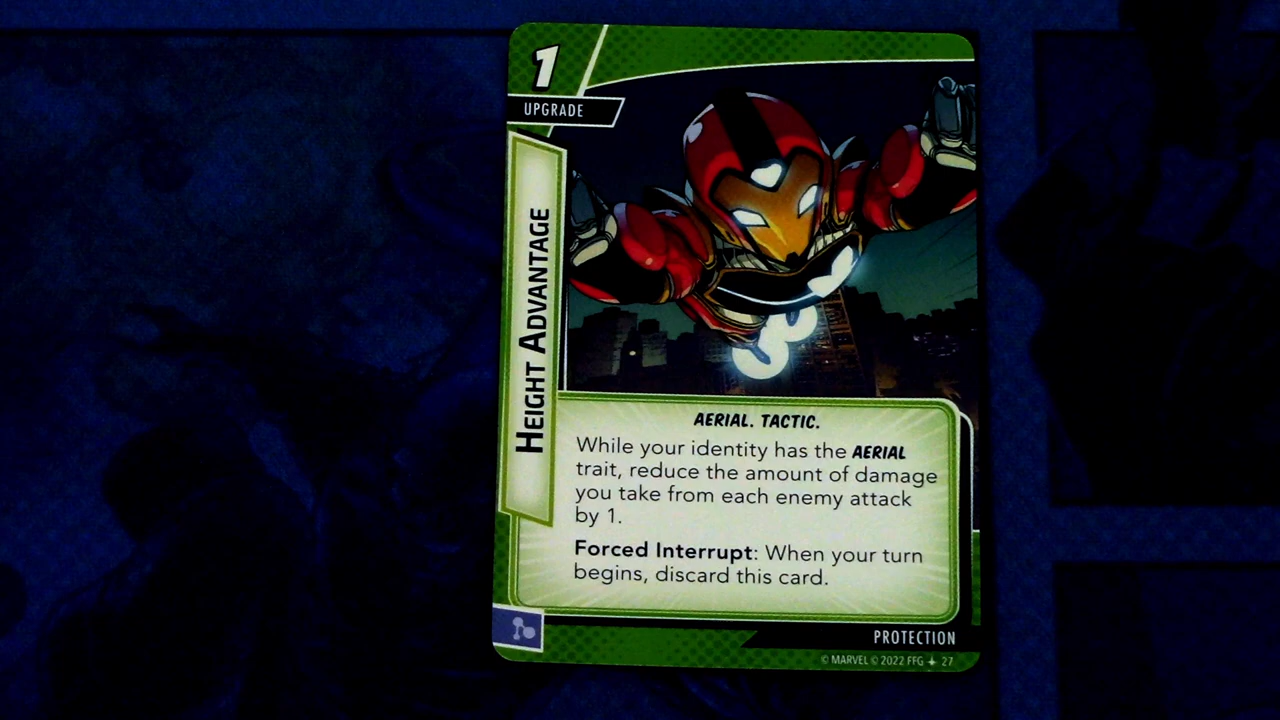 1
UPGRADE
HEIGHT ADVANTAGE
AERIAL. TACTIC.
While your identity has the AERIAL
trait, reduce the amount of damage
you take from each enemy attack
by 1.
Forced Interrupt: When your turn
begins, discard this card.
PROTECTION
© MARVEL © 2022 FFG 27